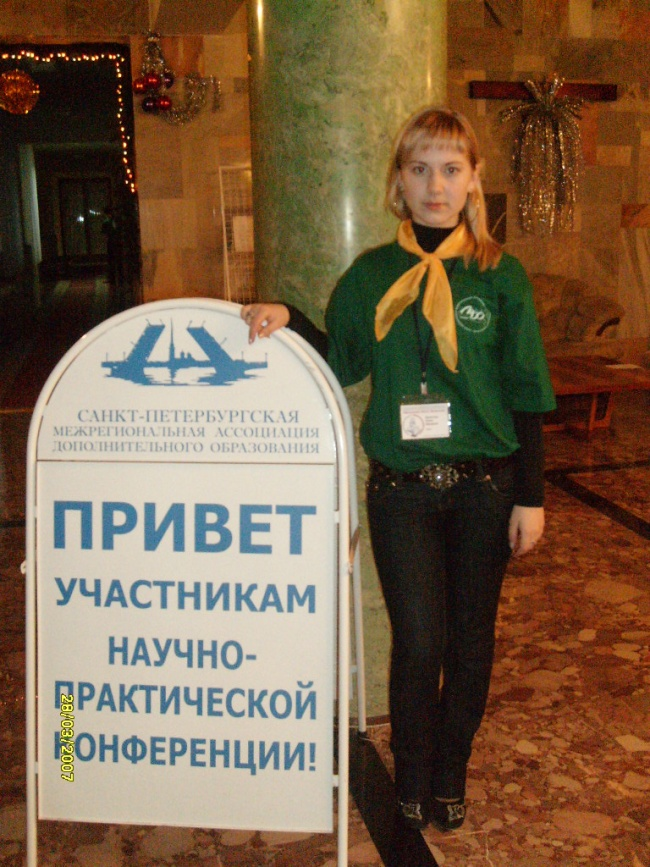 САНКТ-ПЕТЕРБУРГСКАЯ
МЕЖРЕГИОНАЛЬНАЯ АССОЦИАЦИЯ
ДОПОЛНИТЕЛЬНОГО ОБРАЗОВАНИЯ
ПРИВЕТ
УЧАСТНИКАМ
НАУЧНО-
ПРАКТИЧЕСКОЙ
КОНФЕРЕНЦИИ!
28/03/2007